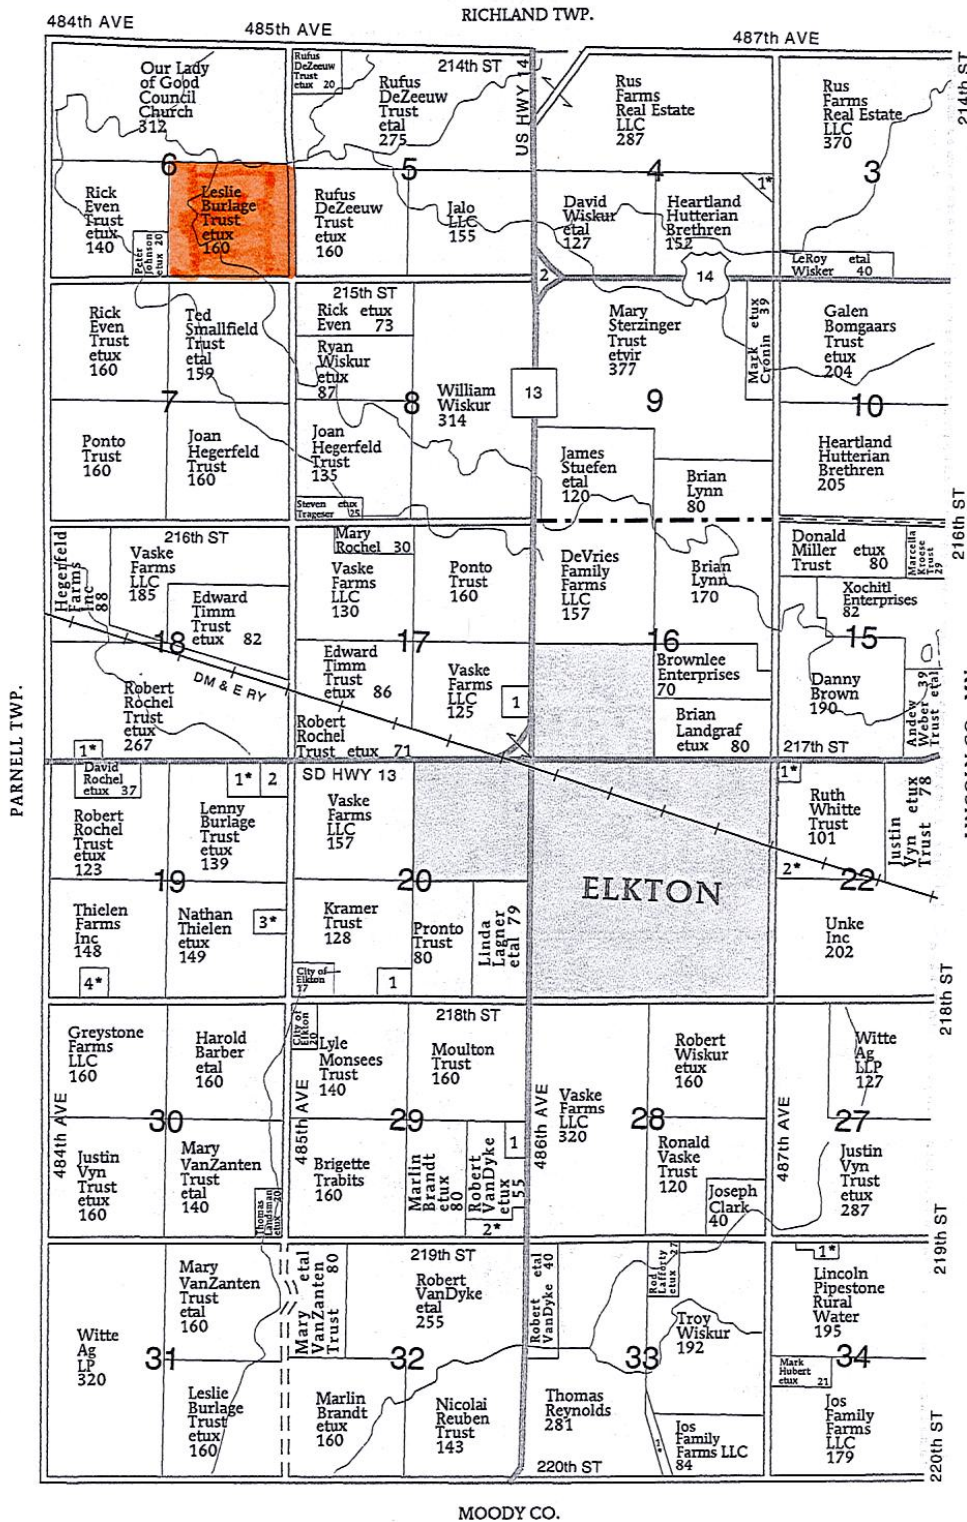 RICHLAND TWP.
484th AVE
485th AVE
487th AVE
214th ST
214th ST
US HWY 14
Our Lady
of Good
Council
Church
312
Rufus
DeZeeuw
Trust
etux 20
Rufus
DeZeeuw
Trust
etal
275
Rus
Farms
Real Estate
LLC
287
Rus
Farms
Real Estate
LLC
370
6
5
4
3
1*
Rick
Even
Trust
etux
140
Peter
Johnson
etux 20
Leslie
Burlage
Trust
etux
160
Rufus
DeZeeuw
Trust
etux
160
Jalo
LLC
155
David
Wiskur
etal
127
Heartland
Hutterian
Brethren
152
LeRoy etal
Wisker 40
14
2
215th ST
Rick
Even
Trust
etux
160
Ted
Smallfield
Trust
etal
159
Rick etux
Even 73
Ryan
Wiskur
etux
87
William
Wiskur
314
13
Mary
Sterzinger
Trust
etvir
377
Mark etux
Cronin 39
Galen
Bomgaars
Trust
etux
204
7
8
9
10
Ponto
Trust
160
Joan
Hegerfeld
Trust
160
Joan
Hegerfeld
Trust
135
Steven etux
Trageser 25
James
Stuefen
etal
120
Brian
Lynn
80
Heartland
Hutterian
Brethren
205
216th ST
216th ST
Hegerfeld
Farms
Inc 88
Vaske
Farms
LLC
185
Edward
Timm
Trust
etux 82
Mary
Rochel 30
Vaske
Farms
LLC
130
Ponto
Trust
160
DeVries
Family
Farms
LLC
157
Brian
Lynn
170
Donald
Miller etux
Trust 80
Marcella
Kroese
Trust
29
Xochitl
Enterprises
82
18
17
16
15
DM & E RY
Robert
Rochel
Trust
etux
267
1*
Edward
Timm
Trust
etux 86
Robert
Rochel
Trust etux 71
Vaske
Farms
LLC
125
1
Brownlee
Enterprises
70
Brian
Landgraf
etux 80
Danny
Brown
190
Andew
Weber 39
Trust etal
217th ST
PARNELL TWP.
SD HWY 13
David
Rochel
etux 37
1*
2
Robert
Rochel
Trust
etux
123
Lenny
Burlage
Trust
etux
139
Vaske
Farms
LLC
157
1*
Ruth
Whitte
Trust
101
Justin etux
Vyn
Trust 78
2*
19
20
ELKTON
22
Thielen
Farms
Inc
148
4*
Nathan
Thielen
etux
149
3*
Kramer
Trust
128
City of
Elkton
17
1
Pronto
Trust
80
Linda
Lagner
etal 79
Unke
Inc
202
218th ST
218th ST
Greystone
Farms
LLC
160
Harold
Barber
etal
160
City of
Elkton
20
Lyle
Monsees
Trust
140
Moulton
Trust
160
Vaske
Farms
LLC
320
Robert
Wiskur
etux
160
Witte
Ag
LLP
127
484th AVE
485th AVE
486th AVE
487th AVE
30
29
28
27
Justin
Vyn
Trust
etux
160
Mary
VanZanten
Trust
etal
140
Thomas
Landsman
etux 20
Brigette
Trabits
160
Marlin
Brandt
etux
80
Robert
VanDyke
etux
55
1
2*
Ronald
Vaske
Trust
120
Joseph
Clark
40
Justin
Vyn
Trust
etux
287
219th ST
219th ST
Witte
Ag
LP
320
Mary
VanZanten
Trust
etal
160
Mary etal
VanZanten
Trust 80
Robert
VanDyke
etal
255
Robert etal
VanDyke 40
Rod
Lafferty
etux 27
Troy
Wiskur
192
1*
Lincoln
Pipestone
Rural
Water
195
31
32
33
34
Leslie
Burlage
Trust
etux
160
Marlin
Brandt
etux
160
Nicolai
Reuben
Trust
143
Thomas
Reynolds
281
Jos
Family
Farms LLC
84
Mark
Hubert
etux 21
Jos
Family
Farms
LLC
179
220th ST
220th ST
MOODY CO.